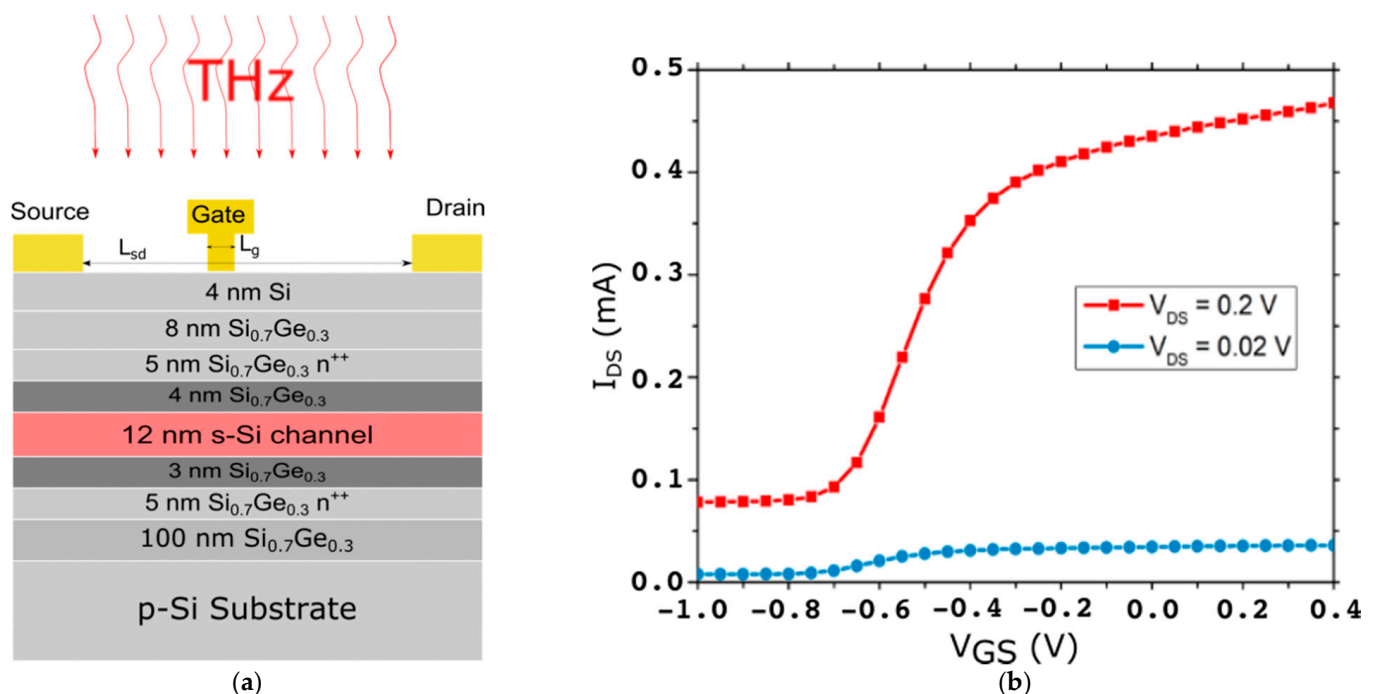 THz
Source
Gate
Drain
L_sd
L_g
4 nm Si
8 nm Si₀.₇Ge₀.₃
5 nm Si₀.₇Ge₀.₃ n⁺⁺
4 nm Si₀.₇Ge₀.₃
12 nm s-Si channel
3 nm Si₀.₇Ge₀.₃
5 nm Si₀.₇Ge₀.₃ n⁺⁺
100 nm Si₀.₇Ge₀.₃
p-Si Substrate
(a)
I_DS (mA)
0.5
0.4
0.3
0.2
0.1
0.0
V_DS = 0.2 V
V_DS = 0.02 V
-1.0 -0.8 -0.6 -0.4 -0.2 0.0 0.2 0.4
V_GS (V)
(b)